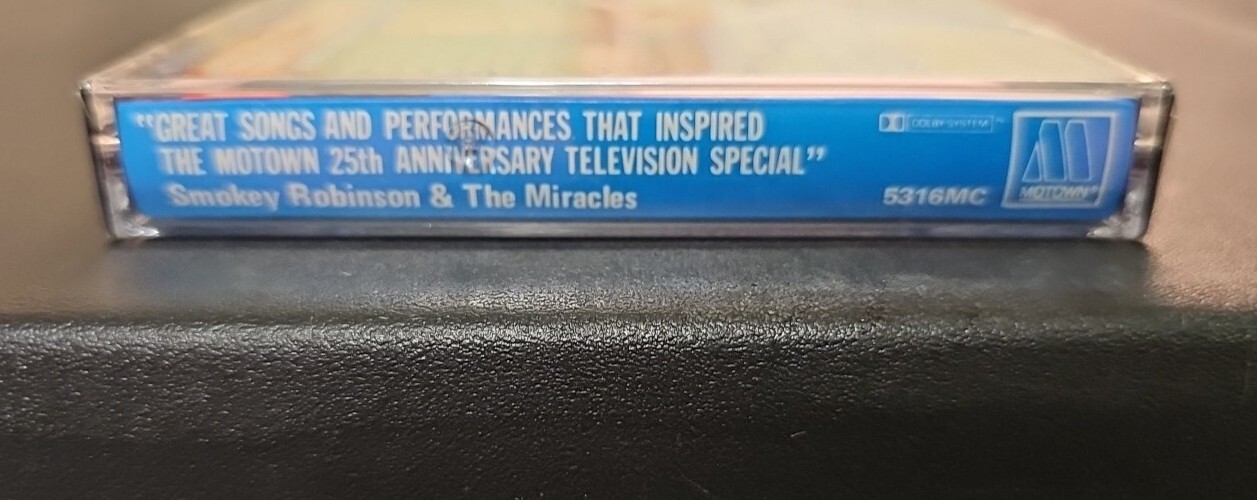 “GREAT SONGS AND PERFORMANCES THAT INSPIRED
THE MOTOWN 25th ANNIVERSARY TELEVISION SPECIAL”
Smokey Robinson & The Miracles
DOLBY SYSTEM™
5316MC
MOTOWN®